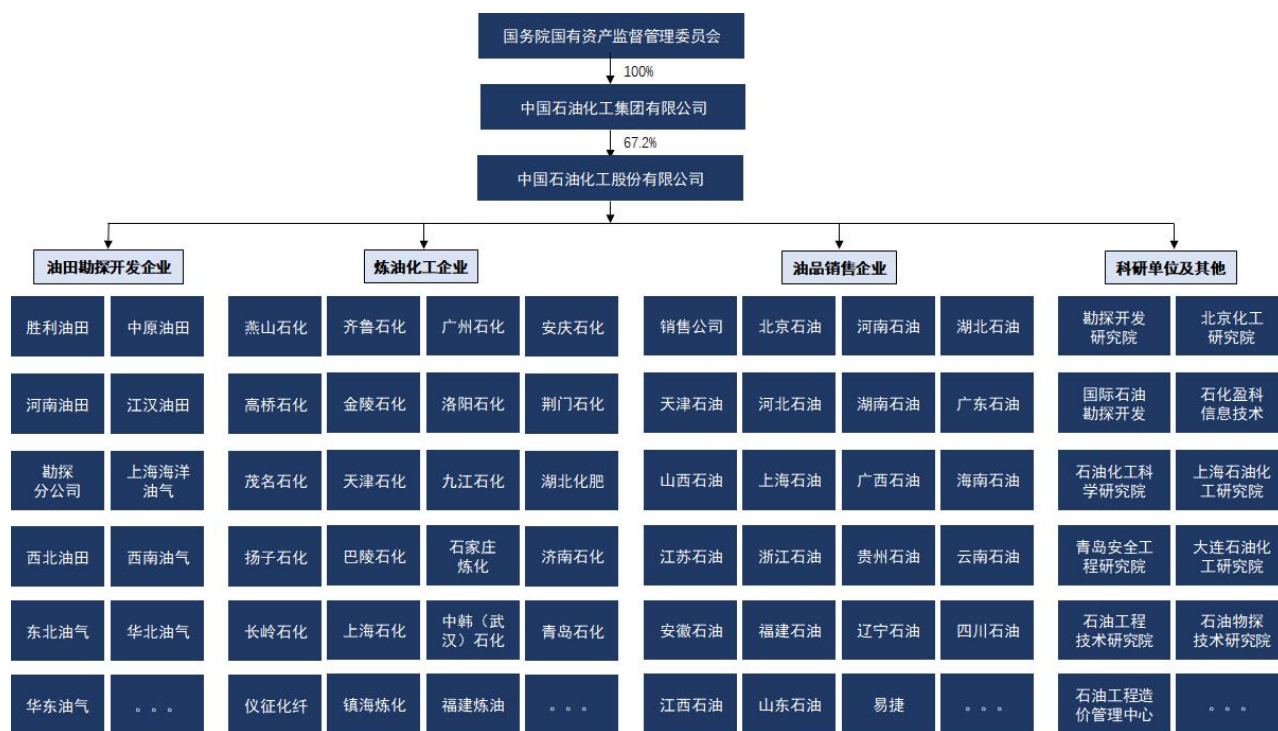 国务院国有资产监督管理委员会
100%
中国石油化工集团有限公司
67.2%
中国石油化工股份有限公司
油田勘探开发企业
炼油化工企业
油品销售企业
科研单位及其他
胜利油田
中原油田
燕山石化
齐鲁石化
广州石化
安庆石化
销售公司
北京石油
河南石油
湖北石油
勘探开发
研究院
北京化工
研究院
河南油田
江汉油田
高桥石化
金陵石化
洛阳石化
荆门石化
天津石油
河北石油
湖南石油
广东石油
国际石油
勘探开发
石化盈科
信息技术
勘探
分公司
上海海洋
油气
茂名石化
天津石化
九江石化
湖北化肥
山西石油
上海石油
广西石油
海南石油
石油化工科
学研究院
上海石油化
工研究院
西北油田
西南油气
扬子石化
巴陵石化
石家庄
炼化
济南石化
江苏石油
浙江石油
贵州石油
云南石油
青岛安全工
程研究院
大连石油化
工研究院
东北油气
华北油气
长岭石化
上海石化
中韩（武
汉）石化
青岛石化
安徽石油
福建石油
辽宁石油
四川石油
石油工程
技术研究院
石油物探
技术研究院
华东油气
。。。
仪征化纤
镇海炼化
福建炼油
。。。
江西石油
山东石油
易捷
。。。
石油工程造
价管理中心
。。。